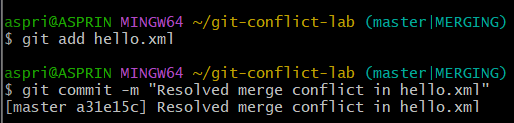 aspri@ASPRIN MINGW64 ~/git-conflict-lab (master|MERGING)
$ git add hello.xml
aspri@ASPRIN MINGW64 ~/git-conflict-lab (master|MERGING)
$ git commit -m "Resolved merge conflict in hello.xml"
[master a31e15c] Resolved merge conflict in hello.xml